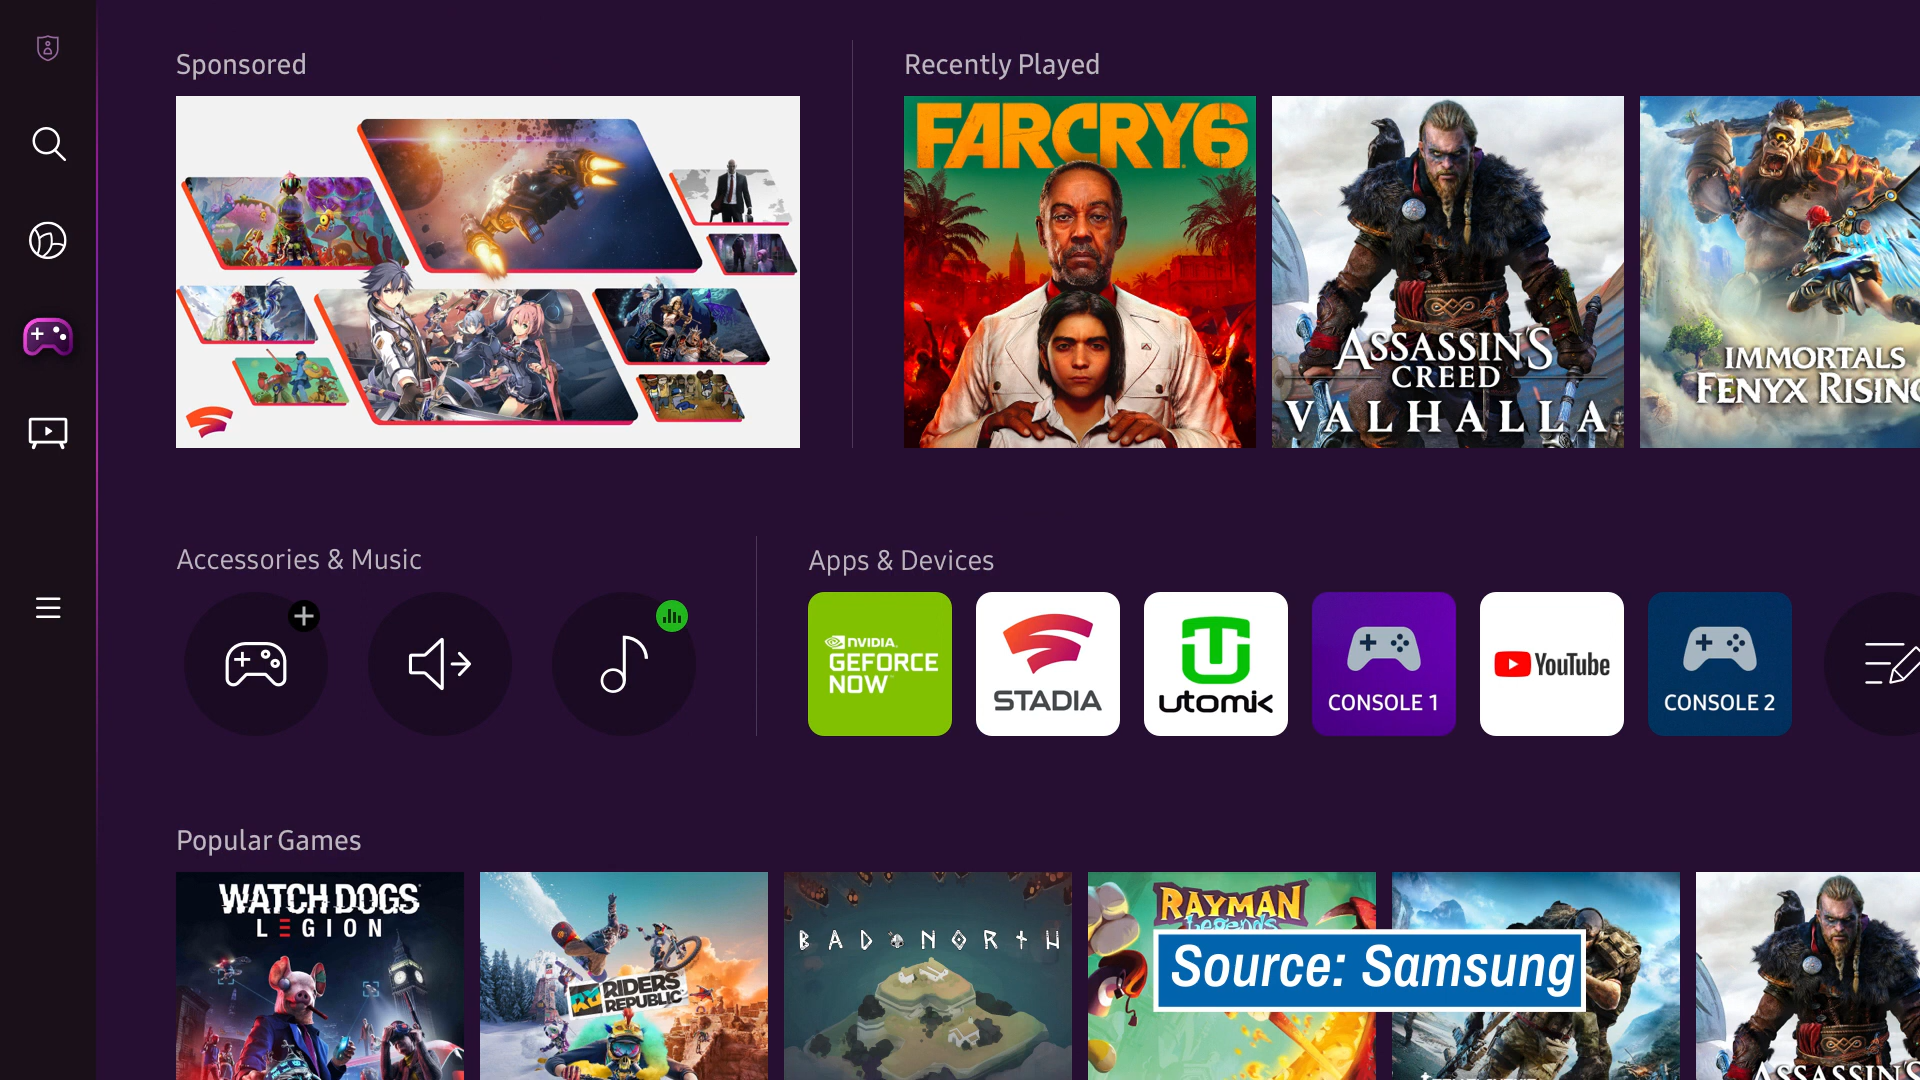 Sponsored
Recently Played
FARCRY6
ASSASSIN'S
CREED
VALHALLA
IMMORTALS
FENYX RISING
Accessories & Music
Apps & Devices
NVIDIA.
GEFORCE
NOW
STADIA
utomik
CONSOLE 1
YouTube
CONSOLE 2
Popular Games
WATCH DOGS
LEGION
RIDERS
REPUBLIC
BAD NORTH
RAYMAN
Legends
Source: Samsung
ASSASSIN'S